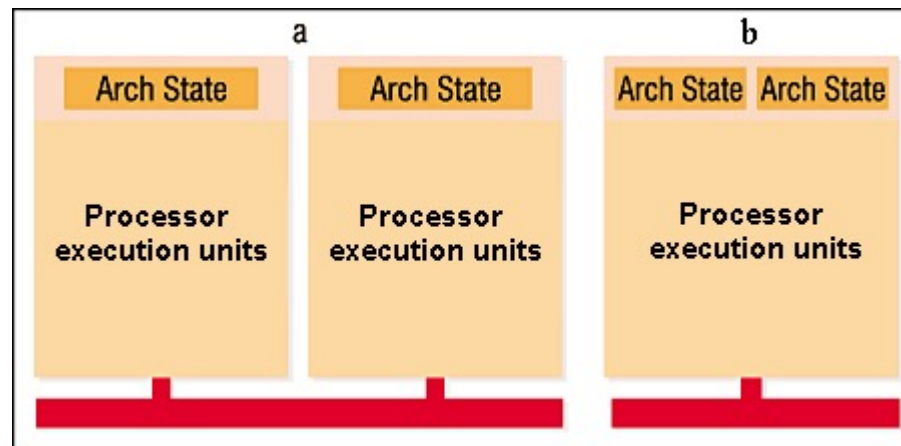 a
b
Arch State
Arch State
Arch State Arch State
Processor
execution units
Processor
execution units
Processor
execution units